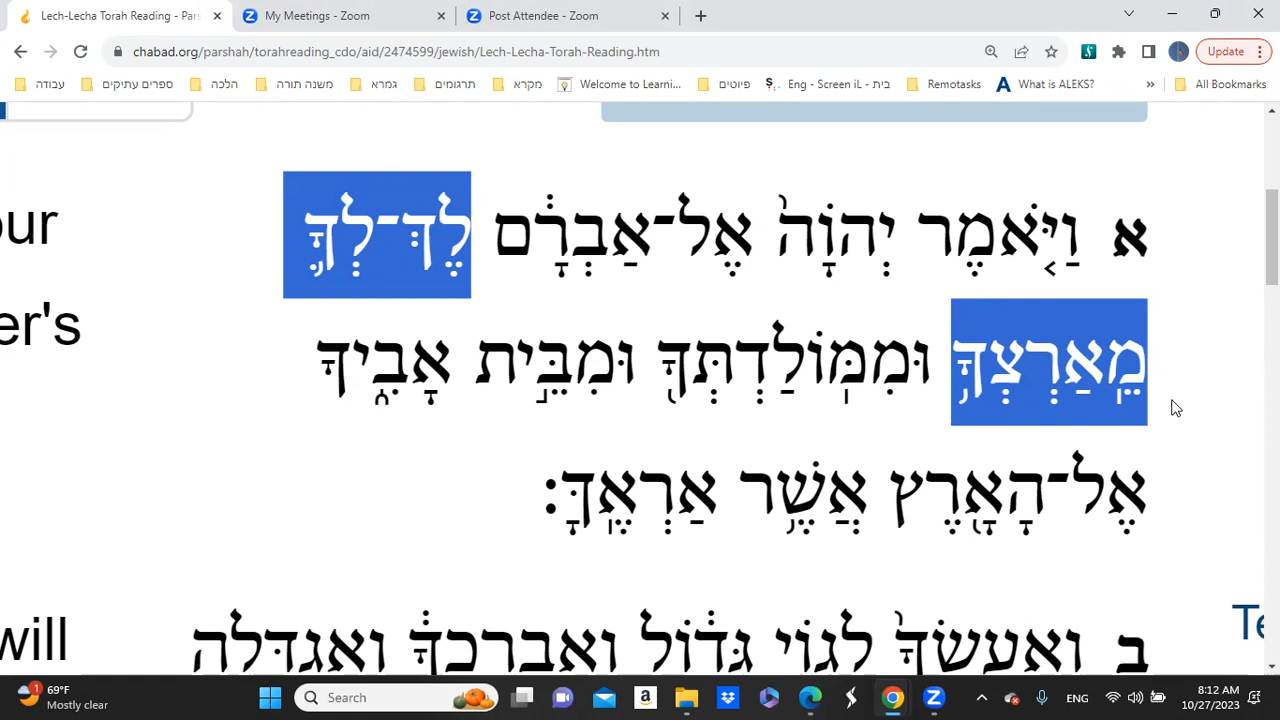 Lech-Lecha Torah Reading - Pars
My Meetings - Zoom
Post Attendee - Zoom
chabad.org/parshah/torahreading_cdo/aid/2474599/jewish/Lech-Lecha-Torah-Reading.htm
Update
עבודה
ספרים עתיקים
הלכה
משנה תורה
גמרא
תרגומים
מקרא
Welcome to Learni...
פיוטים
Eng - Screen iL - בית
Remotasks
What is ALEKS?
»
All Bookmarks
א וַיֹּ֤אמֶר יְהוָֹה֙ אֶל־אַבְרָ֔ם לֶךְ־לְךָ֛
our
מֵאַרְצְךָ֥ וּמִמּֽוֹלַדְתְּךָ֖ וּמִבֵּ֣ית אָבִ֑יךָ
er's
אֶל־הָאָ֖רֶץ אֲשֶׁ֥ר אַרְאֶֽךָּ:
ב וְאֶעֶשְׂךָ֙ לְג֣וֹי גָּד֔וֹל וַאֲבָ֣רֶכְךָ֔ וַאֲגַדְּלָ֖ה
will
Te
1
69°F
Mostly clear
Search
ENG
8:12 AM
10/27/2023